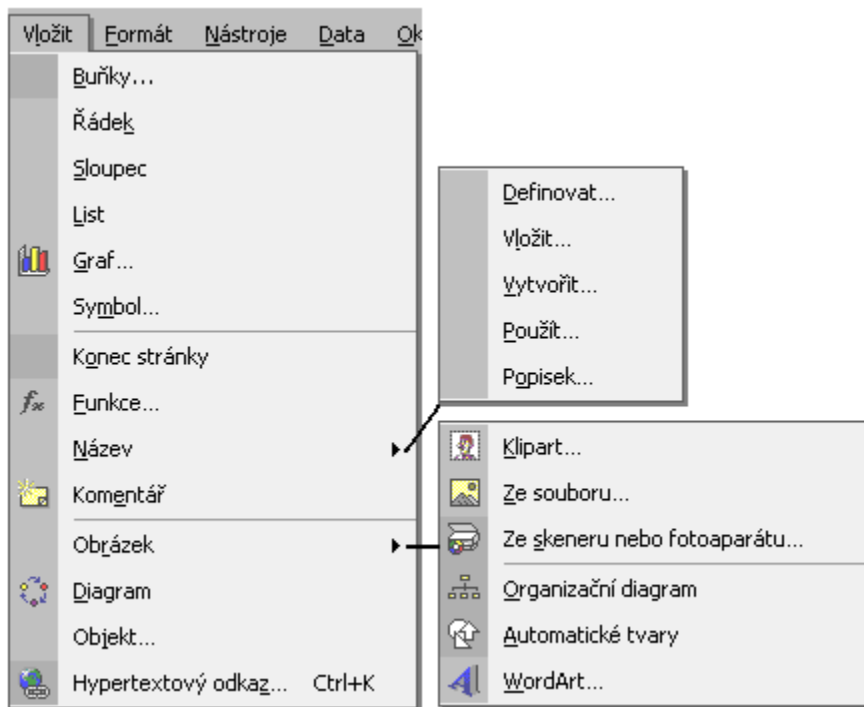 Vložit Formát Nástroje Data Ok
Buňky...
Řádek
Sloupec
List
Graf...
Symbol...
Konec stránky
Funkce...
Název
Komentář
Obrázek
Diagram
Objekt...
Hypertextový odkaz... Ctrl+K
Definovat...
Vložit...
Vytvořit...
Použít...
Popisek...
Klipart...
Ze souboru...
Ze skeneru nebo fotoaparátu...
Organizační diagram
Automatické tvary
WordArt...